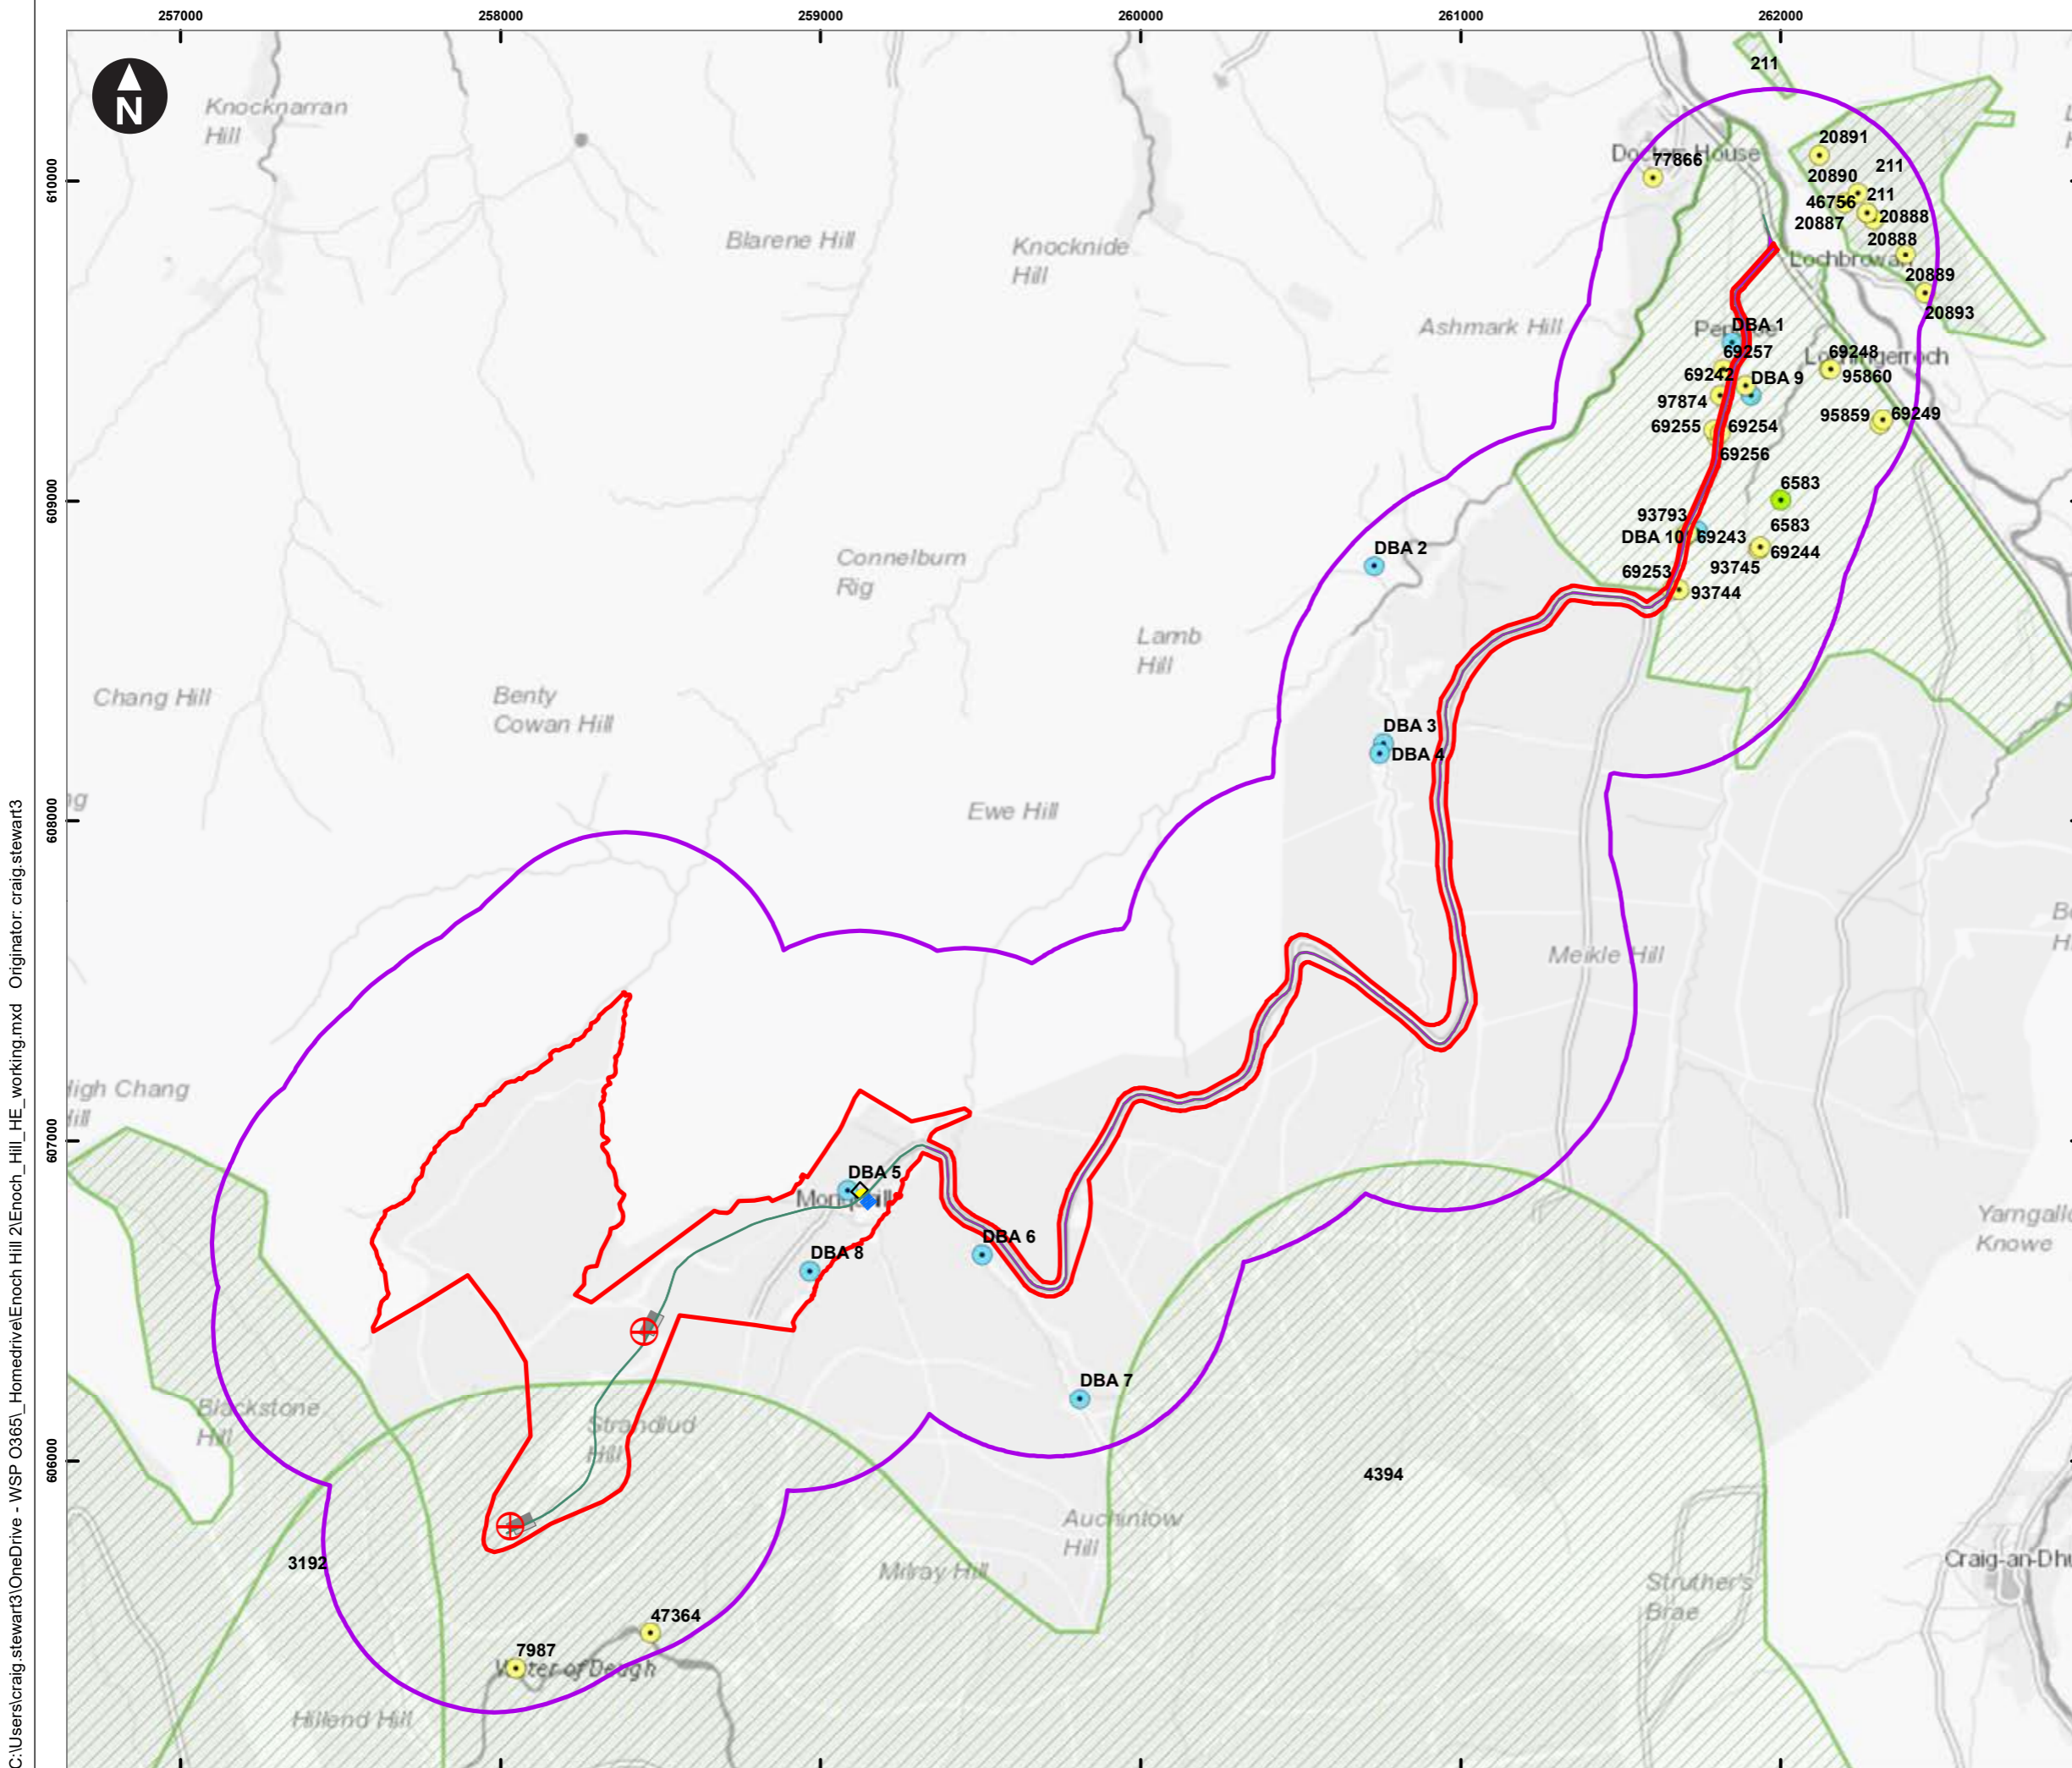 257000
258000
259000
260000
261000
262000
610000
609000
608000
607000
606000
C:\Users\craig.stewart3\OneDrive - WSP O365\_Homedrive\Enoch Hill 2\Enoch_Hill_HE_working.mxd Originator: craig.stewart3
N
Knocknarran
Hill
Blarene Hill
Knocknide
Hill
211
20891
House
77866
211
20890
211
46756
20888
20887
20888
20889
20893
Ashmark Hill
DBA 1
69257
69248
69242
DBA 9
95860
97874
95859
69249
69255
69254
69256
6583
93793
6583
DBA 10
69243
69244
93745
69253
93744
DBA 2
Connelburn
Rig
Lamb
Hill
Chang Hill
Benty
Cowan Hill
DBA 3
DBA 4
Ewe Hill
Meikle Hill
High Chang
Hill
DBA 5
DBA 6
DBA 8
DBA 7
Yarngallo
Knowe
Blackstone
Hill
Strandlud
Hill
4394
Auchintow
Hill
3192
Milray Hill
Craig-an-Dhu
Struther's
Brae
47364
7987
Water of Deugh
Hillend Hill